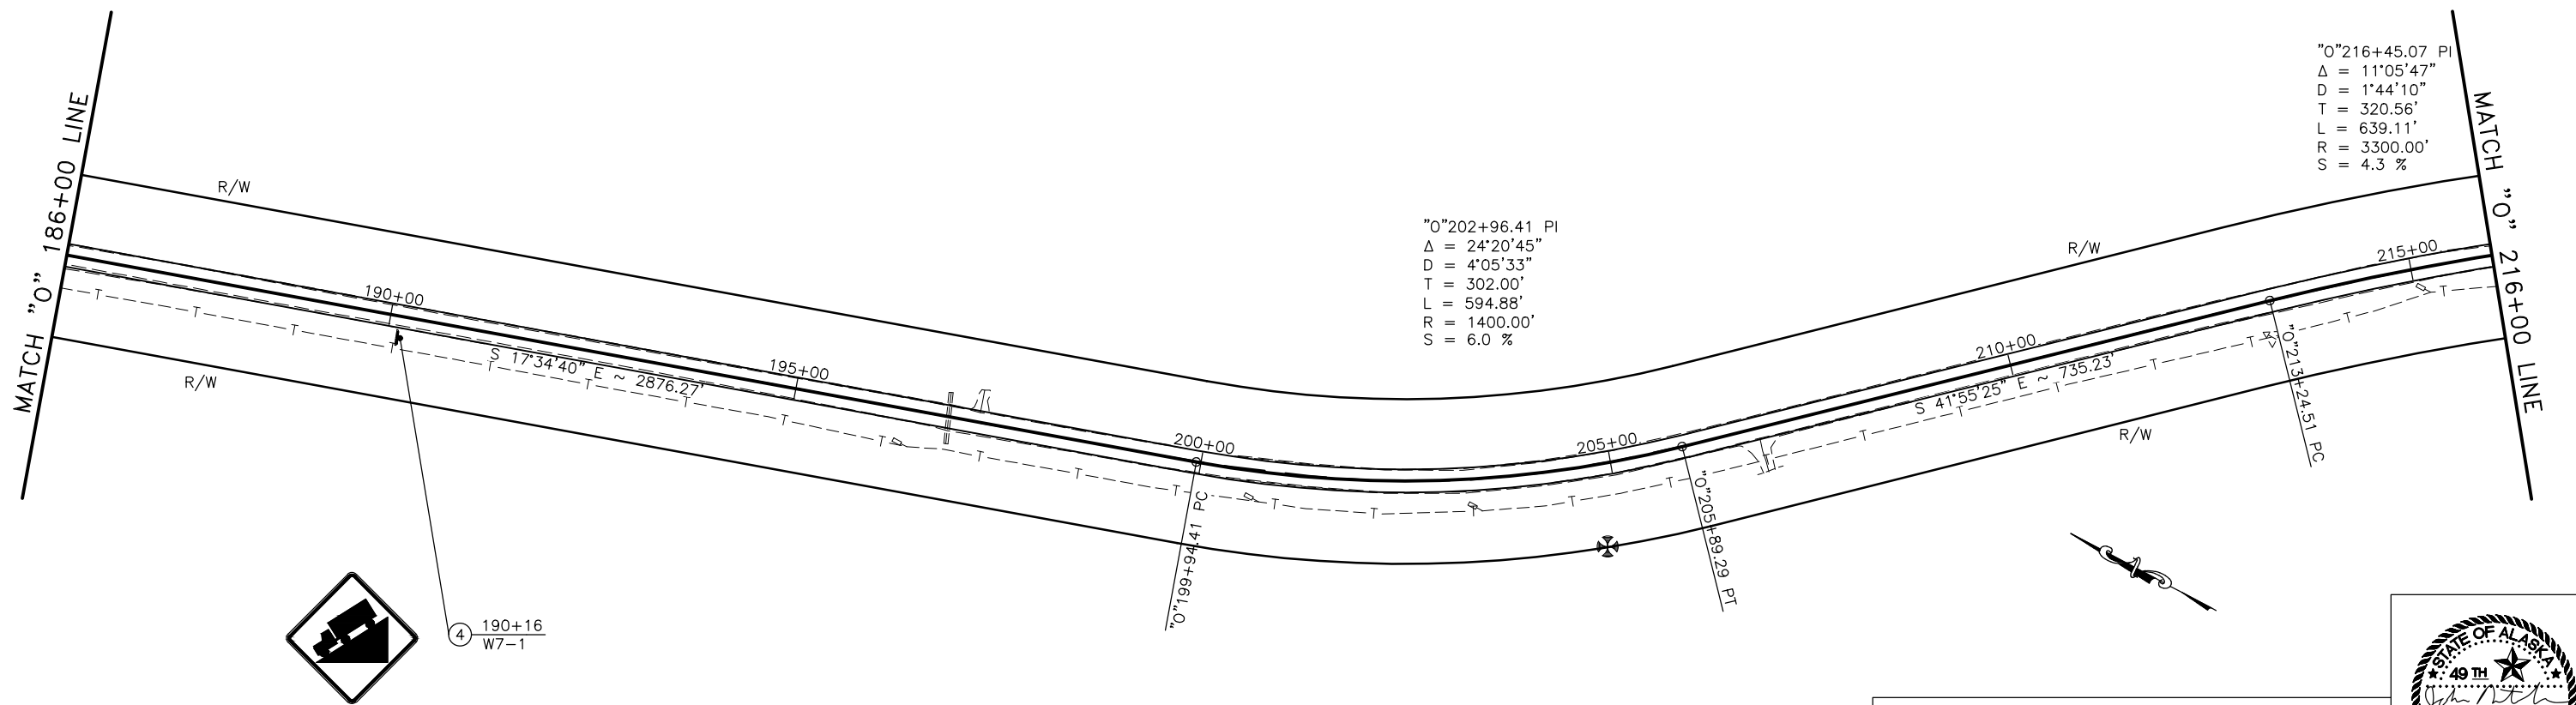 MATCH "O" 186+00 LINE
R/W
R/W
190+00
S 17°34'40" E ~ 2876.27'
195+00
4 190+16
W7-1
200+00
"O"199+94.41 PC
"O"202+96.41 PI
Δ = 24°20'45"
D = 4°05'33"
T = 302.00'
L = 594.88'
R = 1400.00'
S = 6.0 %
205+00
"O"205+89.29 PT
R/W
210+00
S 41°55'25" E ~ 735.23'
R/W
"O"213+24.51 PC
215+00
"O"216+45.07 PI
Δ = 11°05'47"
D = 1°44'10"
T = 320.56'
L = 639.11'
R = 3300.00'
S = 4.3 %
MATCH "O" 216+00 LINE
T T T T T T T T T T T T T T T T T T T T T T T T
STATE OF ALASKA
49 TH